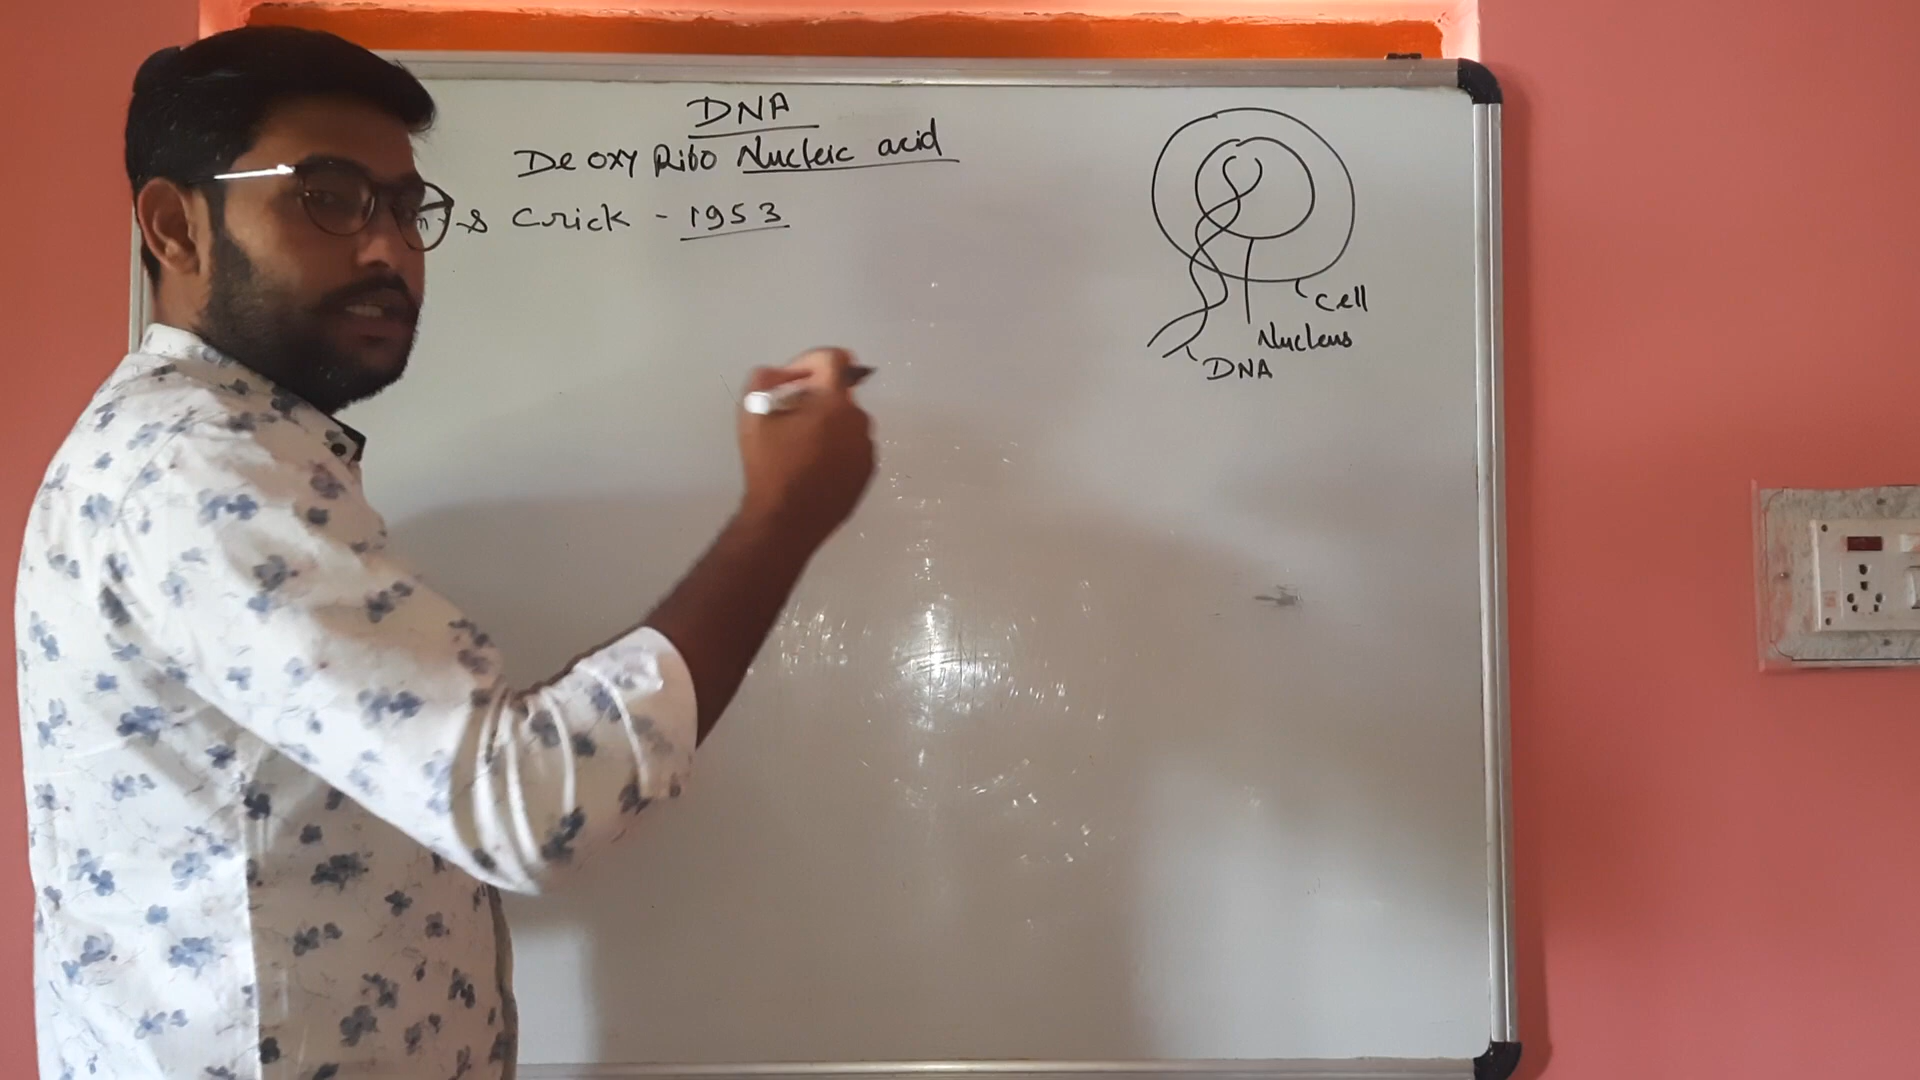 DNA
De oxy Ribo Nucleic acid
& Crick - 1953
Cell
Nucleus
DNA